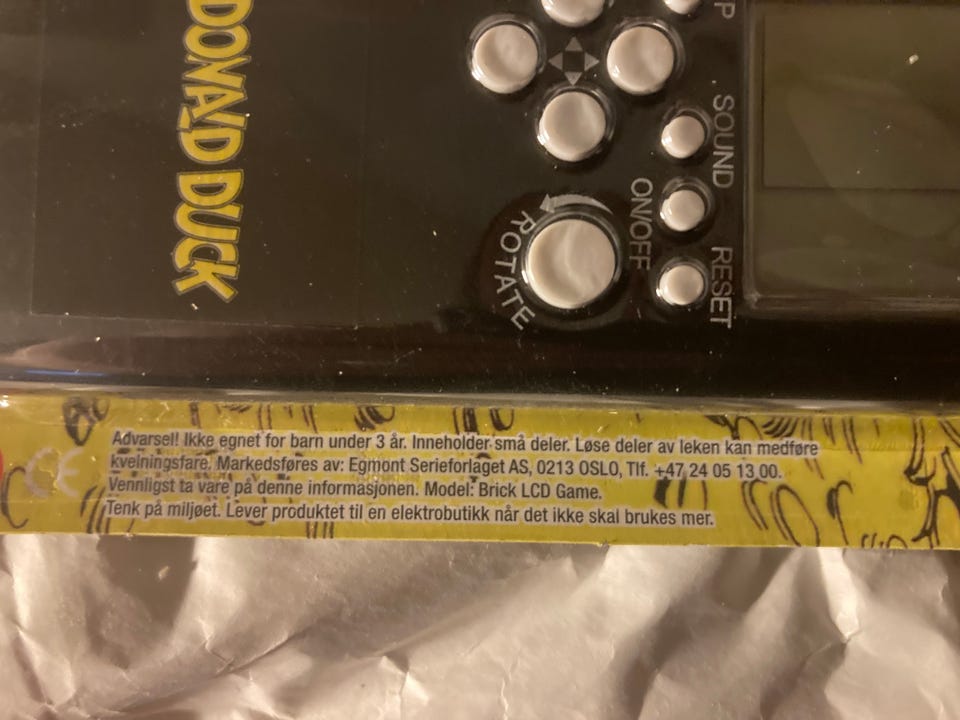 DONALD DUCK
P
SOUND
ON/OFF
RESET
ROTATE
CE
Advarsel! Ikke egnet for barn under 3 år. Inneholder små deler. Løse deler av leken kan medføre
kvelningsfare. Markedsføres av: Egmont Serieforlaget AS, 0213 OSLO, Tlf. +47 24 05 13 00.
Vennligst ta vare på denne informasjonen. Model: Brick LCD Game.
Tenk på miljøet. Lever produktet til en elektrobutikk når det ikke skal brukes mer.